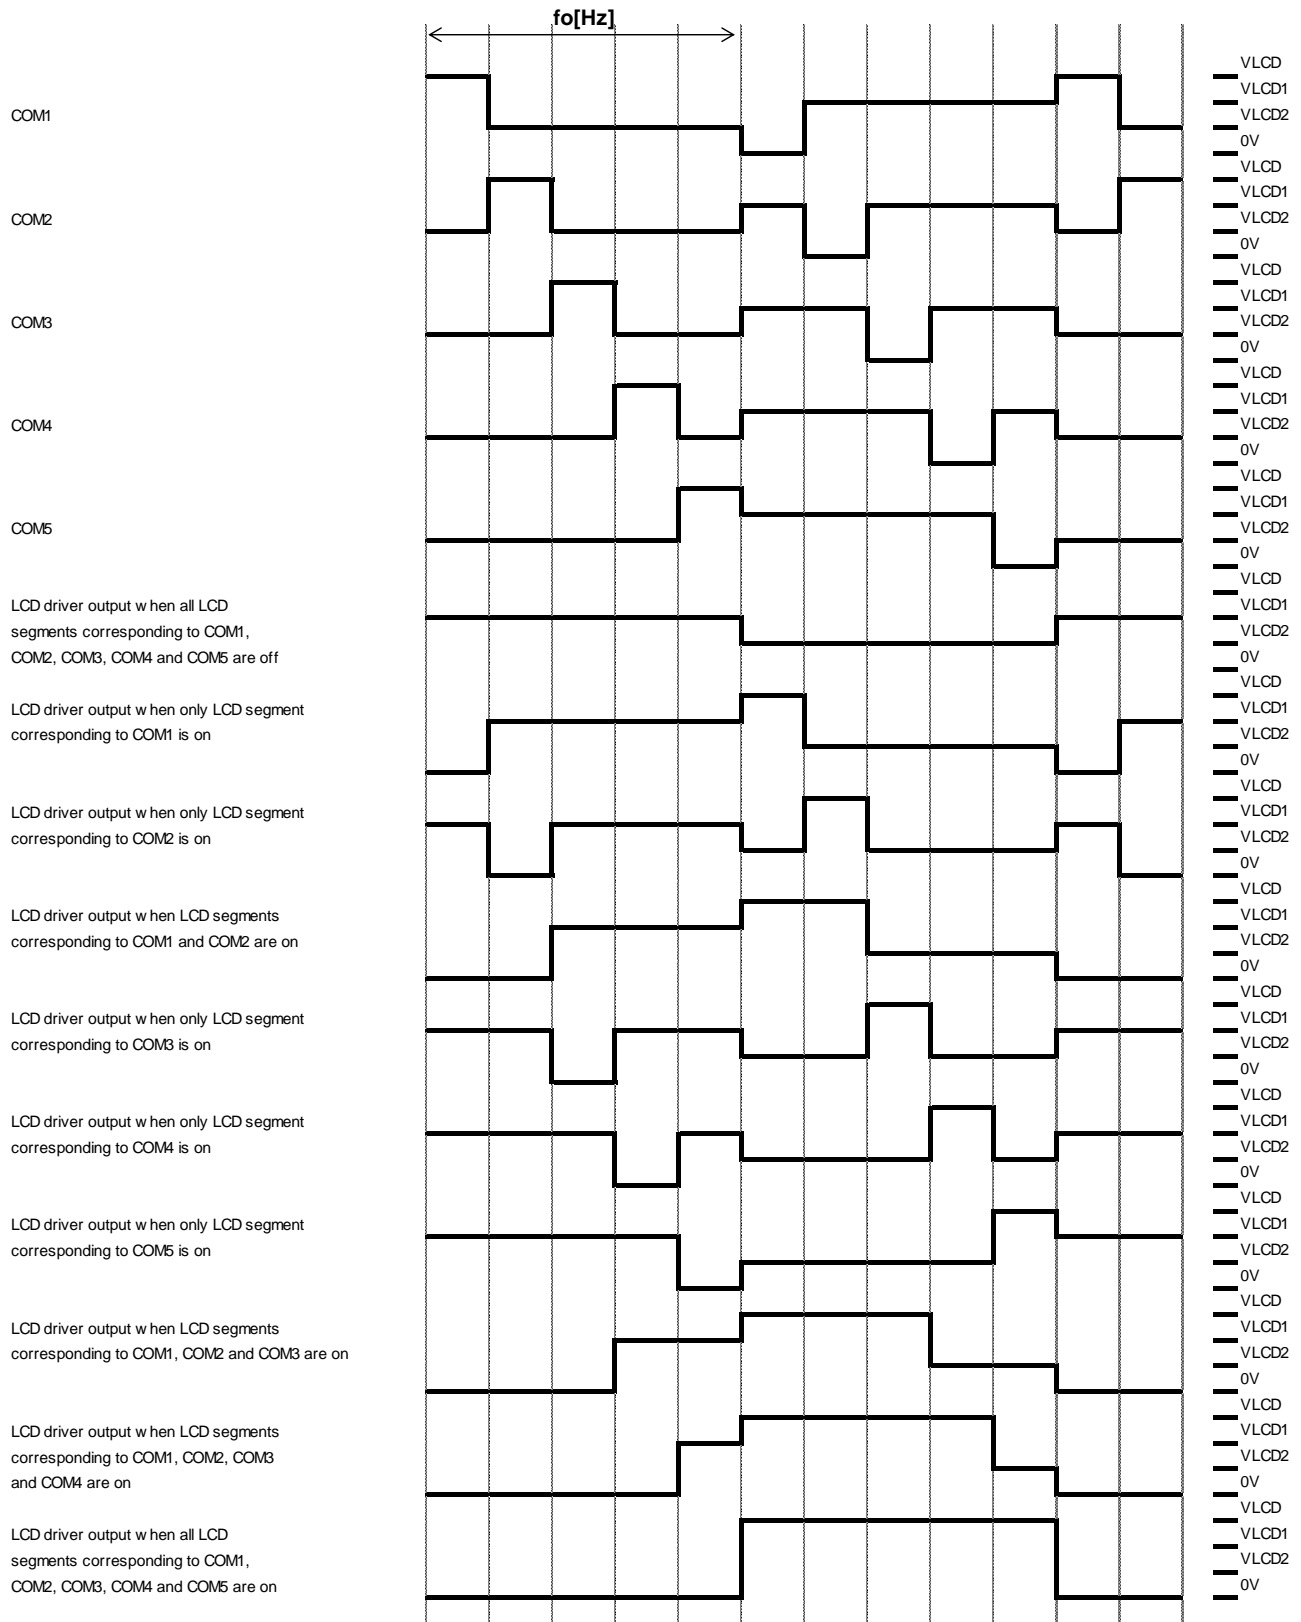 fo[Hz]
VLCD
VLCD1
COM1
VLCD2
0V
VLCD
VLCD1
COM2
VLCD2
0V
VLCD
VLCD1
COM3
VLCD2
0V
VLCD
VLCD1
COM4
VLCD2
0V
VLCD
VLCD1
COM5
VLCD2
0V
VLCD
LCD driver output when all LCD
VLCD1
segments corresponding to COM1,
VLCD2
COM2, COM3, COM4 and COM5 are off
0V
VLCD
LCD driver output when only LCD segment
VLCD1
corresponding to COM1 is on
VLCD2
0V
VLCD
LCD driver output when only LCD segment
VLCD1
corresponding to COM2 is on
VLCD2
0V
VLCD
LCD driver output when LCD segments
VLCD1
corresponding to COM1 and COM2 are on
VLCD2
0V
VLCD
LCD driver output when only LCD segment
VLCD1
corresponding to COM3 is on
VLCD2
0V
VLCD
LCD driver output when only LCD segment
VLCD1
corresponding to COM4 is on
VLCD2
0V
VLCD
LCD driver output when only LCD segment
VLCD1
corresponding to COM5 is on
VLCD2
0V
VLCD
LCD driver output when LCD segments
VLCD1
corresponding to COM1, COM2 and COM3 are on
VLCD2
0V
VLCD
LCD driver output when LCD segments
VLCD1
corresponding to COM1, COM2, COM3
VLCD2
and COM4 are on
0V
VLCD
LCD driver output when all LCD
VLCD1
segments corresponding to COM1,
VLCD2
COM2, COM3, COM4 and COM5 are on
0V